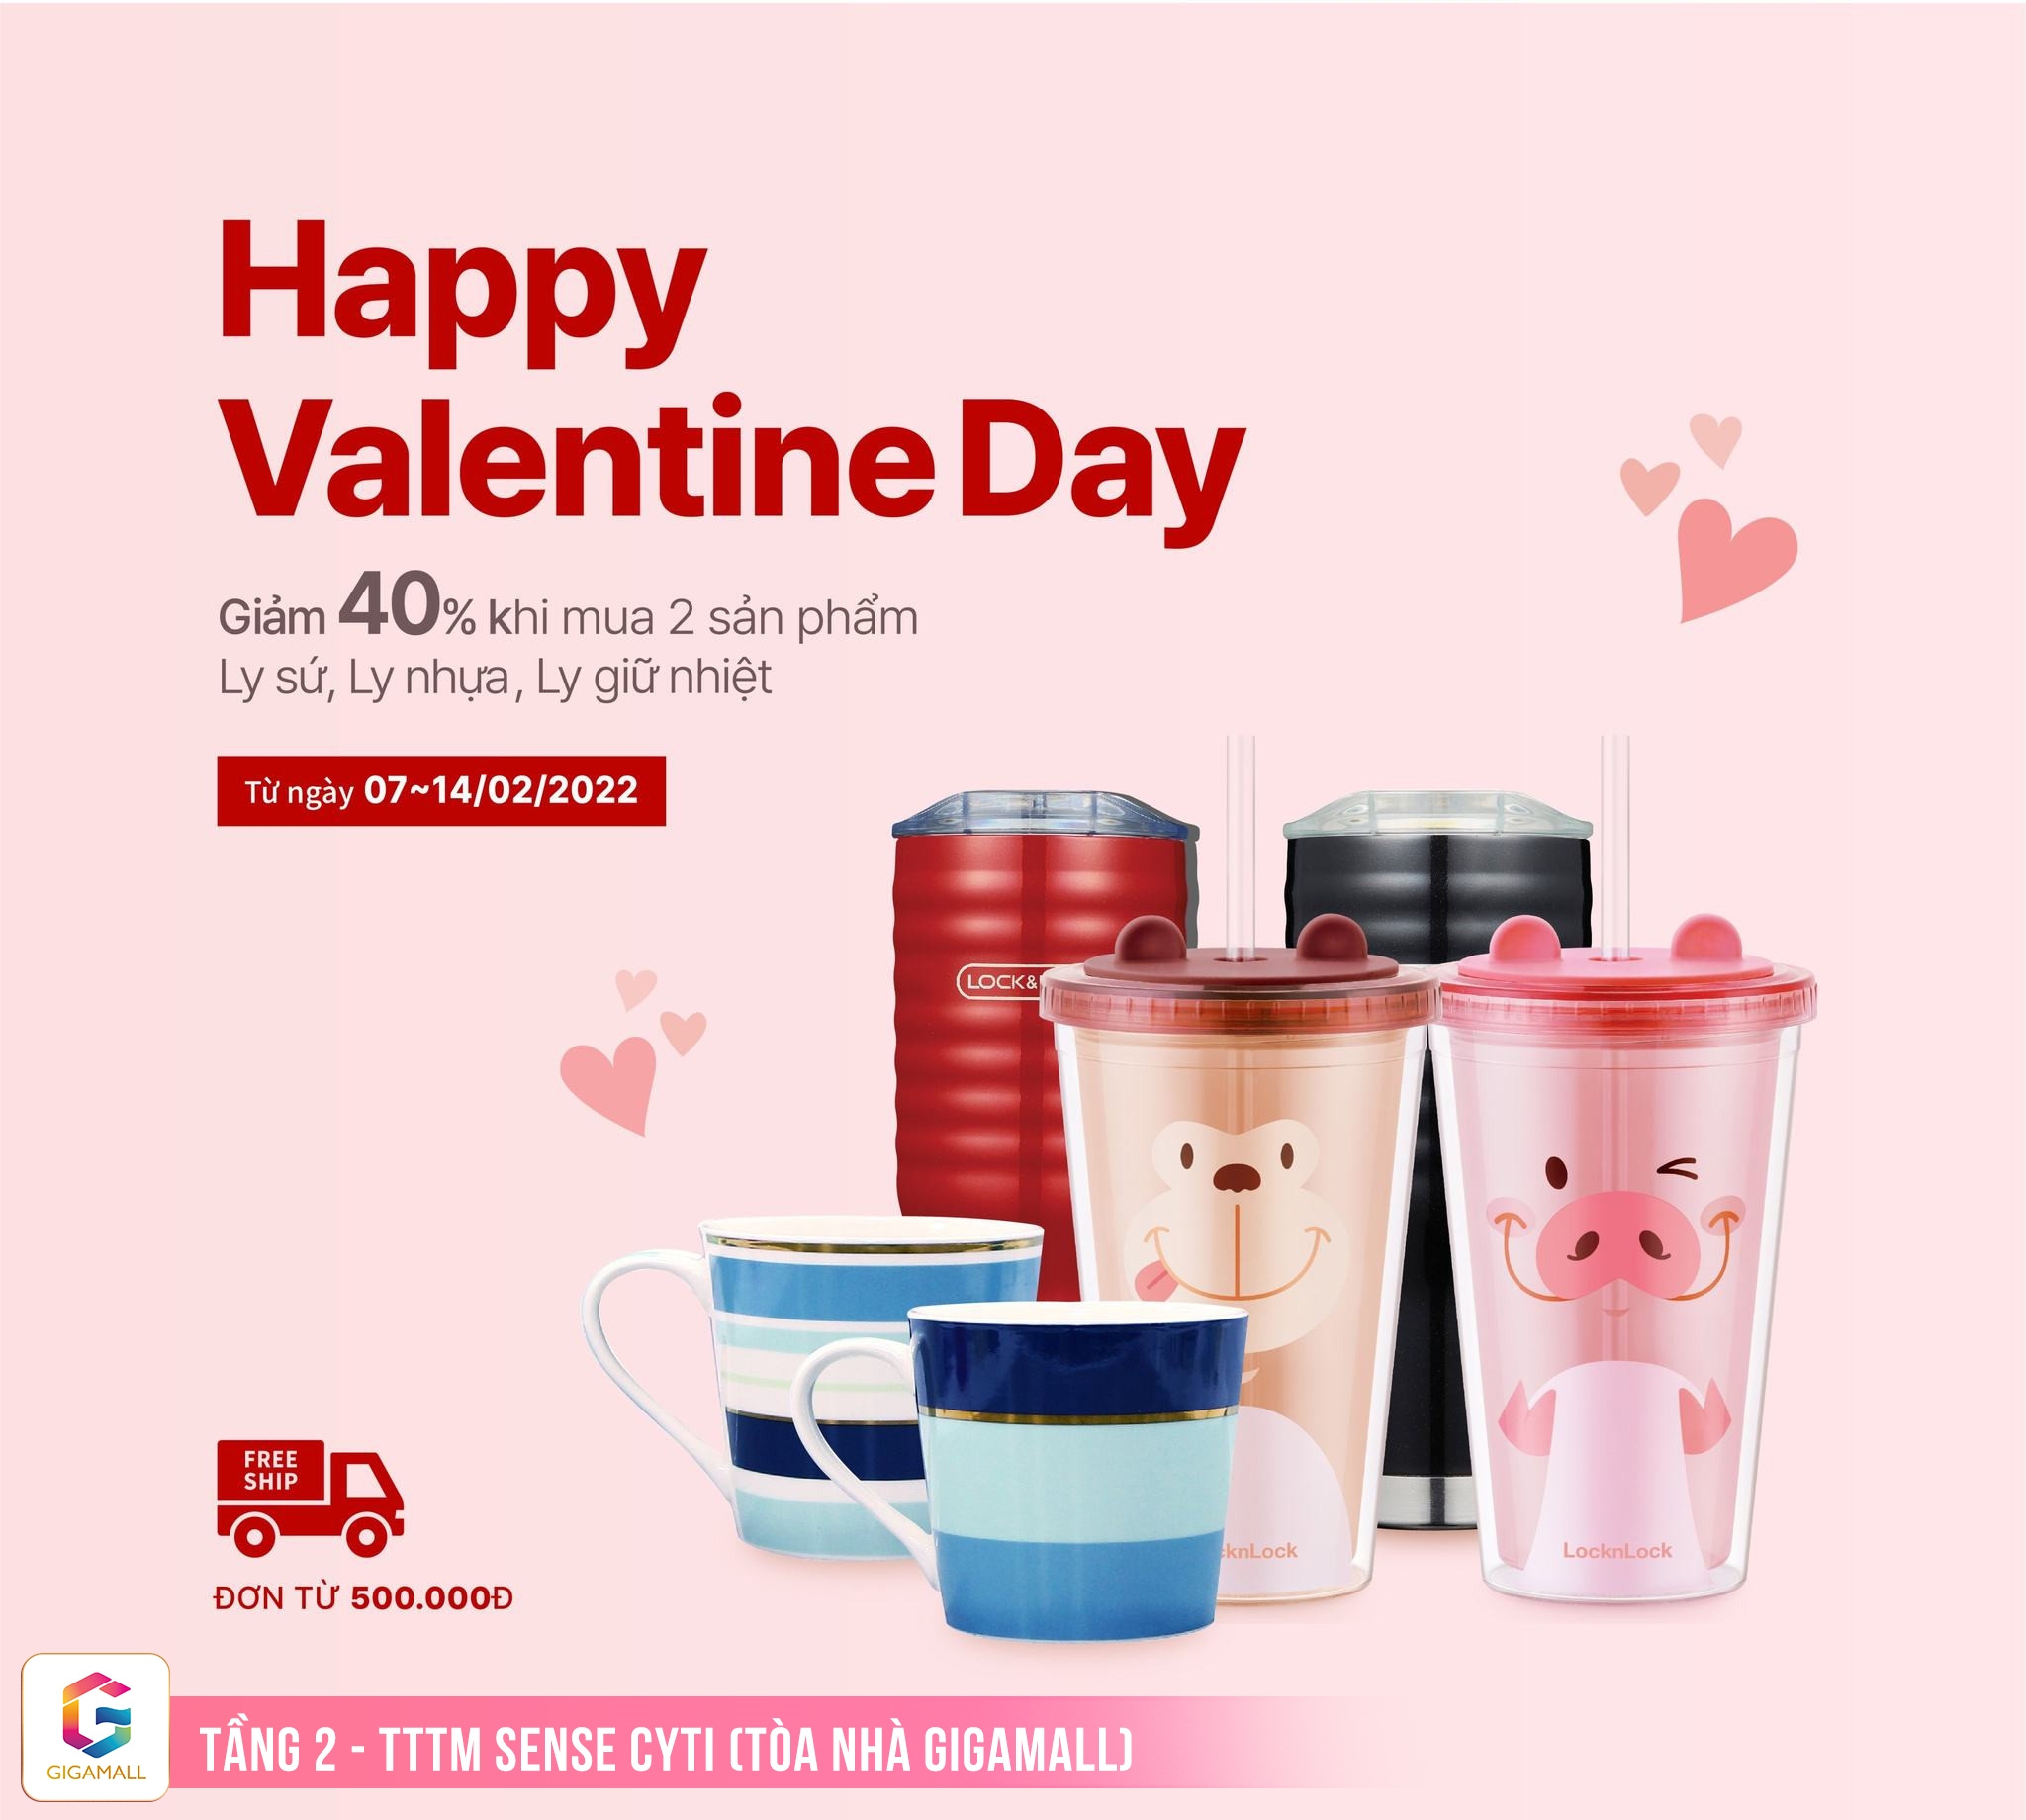 Happy
Valentine Day
Giảm 40% khi mua 2 sản phẩm
Ly sứ, Ly nhựa, Ly giữ nhiệt
Từ ngày 07~14/02/2022
LOCK&
LocknLock
cknLock
FREE
SHIP
ĐƠN TỪ 500.000Đ
GIGAMALL
TẦNG 2 - TTTM SENSE CYTI (TÒA NHÀ GIGAMALL)